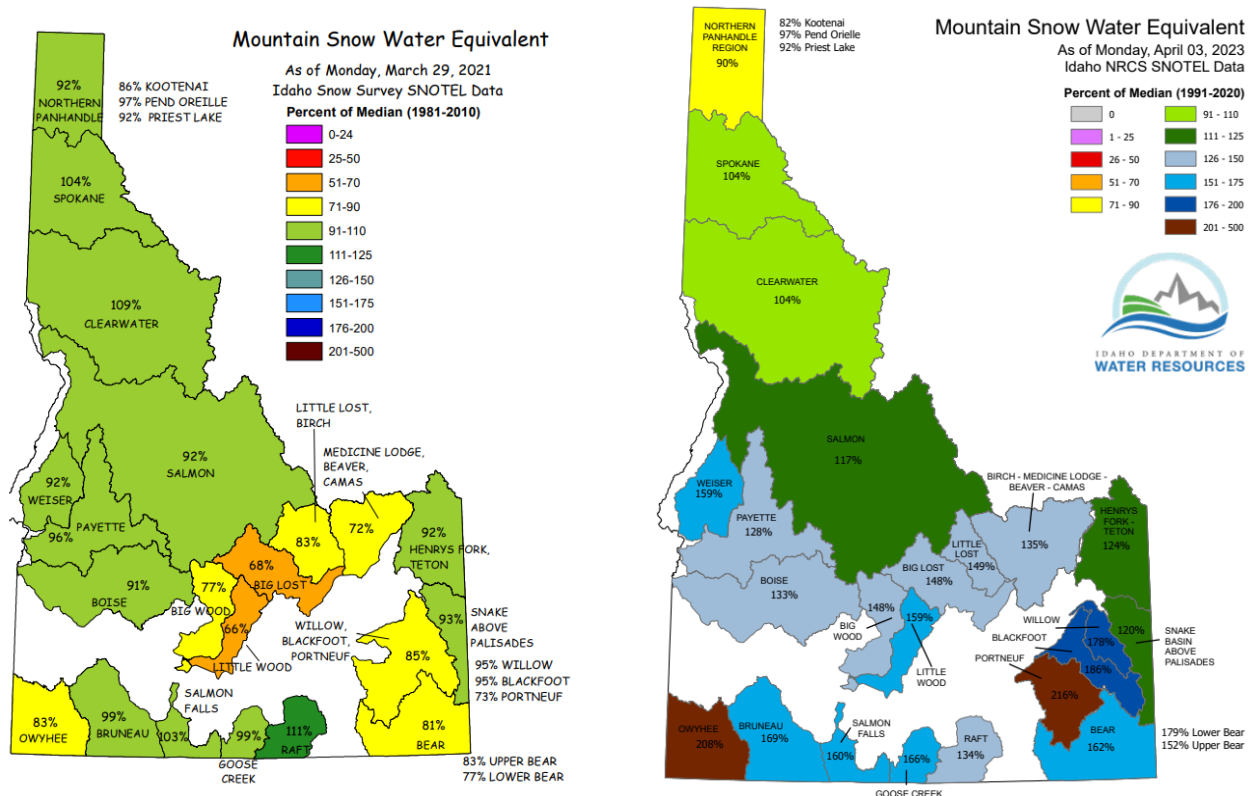 Mountain Snow Water Equivalent
As of Monday, March 29, 2021
Idaho Snow Survey SNOTEL Data
Percent of Median (1981-2010)
0-24
25-50
51-70
71-90
91-110
111-125
126-150
151-175
176-200
201-500
92%
NORTHERN
PANHANDLE
86% KOOTENAI
97% PEND OREILLE
92% PRIEST LAKE
104%
SPOKANE
109%
CLEARWATER
LITTLE LOST,
BIRCH
MEDICINE LODGE,
BEAVER,
CAMAS
92%
SALMON
92%
WEISER
PAYETTE
96%
91%
BOISE
68%
BIG LOST
83%
72%
92%
HENRYS FORK,
TETON
77%
BIG WOOD
66%
LITTLE WOOD
WILLOW,
BLACKFOOT,
PORTNEUF
85%
93%
SNAKE
ABOVE
PALISADES
95% WILLOW
95% BLACKFOOT
73% PORTNEUF
83%
OWYHEE
99%
BRUNEAU
SALMON
FALLS
103%
99%
GOOSE
CREEK
111%
RAFT
81%
BEAR
83% UPPER BEAR
77% LOWER BEAR
Mountain Snow Water Equivalent
As of Monday, April 03, 2023
Idaho NRCS SNOTEL Data
Percent of Median (1991-2020)
0
1 - 25
26 - 50
51 - 70
71 - 90
91 - 110
111 - 125
126 - 150
151 - 175
176 - 200
201 - 500
IDAHO DEPARTMENT OF
WATER RESOURCES
NORTHERN
PANHANDLE
REGION
90%
82% Kootenai
97% Pend Orielle
92% Priest Lake
SPOKANE
104%
CLEARWATER
104%
SALMON
117%
WEISER
159%
PAYETTE
128%
BOISE
133%
BIRCH - MEDICINE LODGE -
BEAVER - CAMAS
135%
LITTLE
LOST
149%
BIG LOST
148%
HENRYS
FORK -
TETON
124%
148%
BIG
WOOD
159%
LITTLE
WOOD
WILLOW
178%
BLACKFOOT
186%
PORTNEUF
216%
120%
SNAKE
BASIN
ABOVE
PALISADES
OWYHEE
208%
BRUNEAU
169%
SALMON
FALLS
160%
166%
GOOSE CREEK
RAFT
134%
BEAR
162%
179% Lower Bear
152% Upper Bear